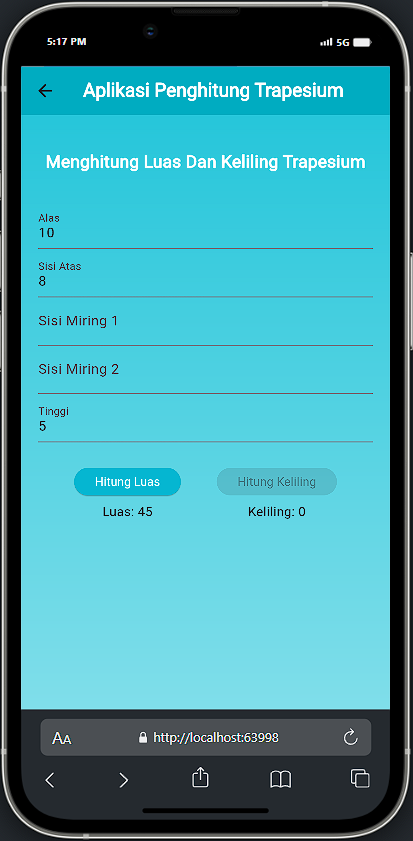 5:17 PM 5G
Aplikasi Penghitung Trapesium
Menghitung Luas Dan Keliling Trapesium
Alas
10
Sisi Atas
8
Sisi Miring 1
Sisi Miring 2
Tinggi
5
Hitung Luas Hitung Keliling
Luas: 45 Keliling: 0
AA http://localhost:63998